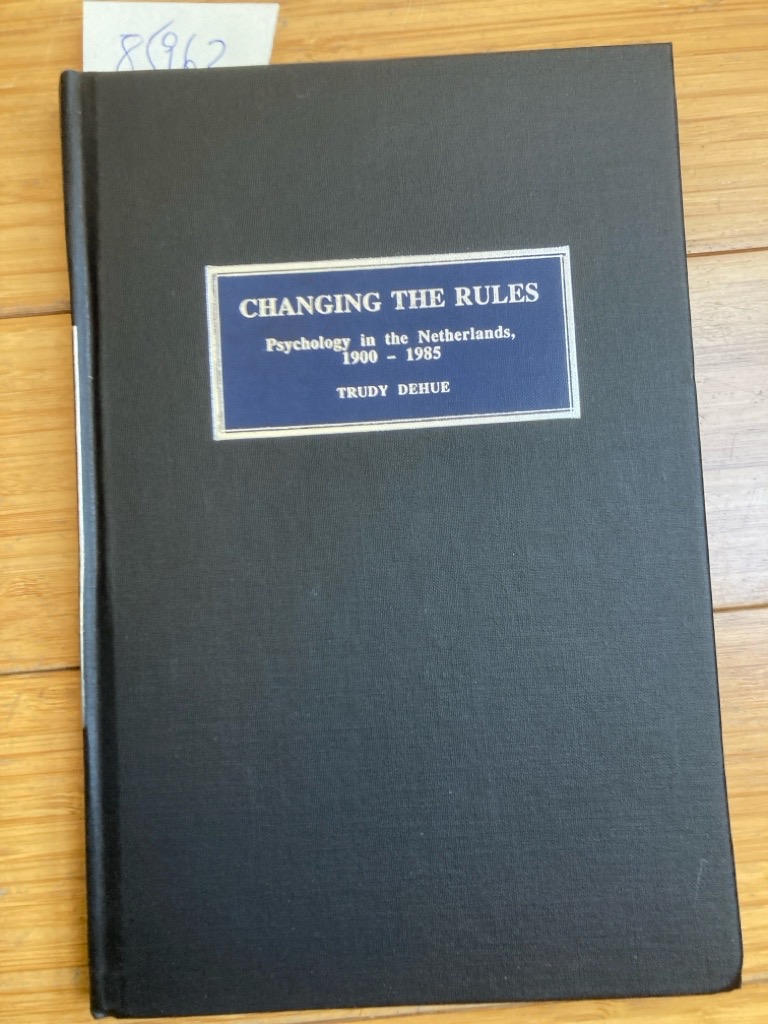 CHANGING THE RULES
Psychology in the Netherlands,
1900 - 1985
TRUDY DEHUE